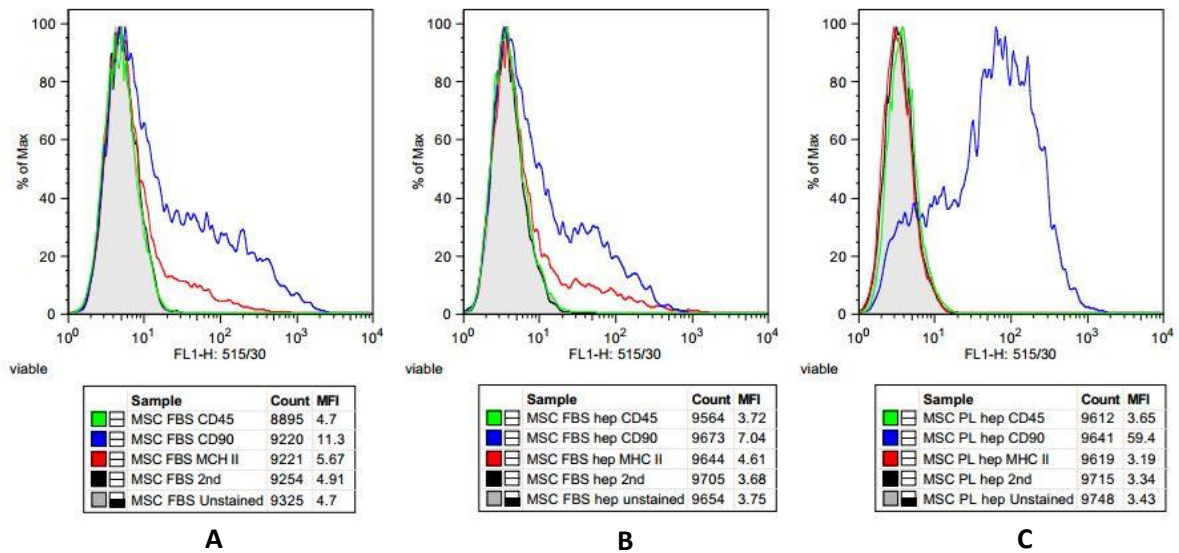 100
80
60
40
20
0
% of Max
10^0 10^1 10^2 10^3 10^4
FL1-H: 515/30
viable
Sample Count MFI
MSC FBS CD45 8895 4.7
MSC FBS CD90 9220 11.3
MSC FBS MCH II 9221 5.67
MSC FBS 2nd 9254 4.91
MSC FBS Unstained 9325 4.7
A
100
80
60
40
20
0
% of Max
10^0 10^1 10^2 10^3 10^4
FL1-H: 515/30
viable
Sample Count MFI
MSC FBS hep CD45 9564 3.72
MSC FBS hep CD90 9673 7.04
MSC FBS hep MHC II 9644 4.61
MSC FBS hep 2nd 9705 3.68
MSC FBS hep unstained 9654 3.75
B
100
80
60
40
20
0
% of Max
10^0 10^1 10^2 10^3 10^4
FL1-H: 515/30
viable
Sample Count MFI
MSC PL hep CD45 9612 3.65
MSC PL hep CD90 9641 59.4
MSC PL hep MHC II 9619 3.19
MSC PL hep 2nd 9715 3.34
MSC PL hep Unstained 9748 3.43
C